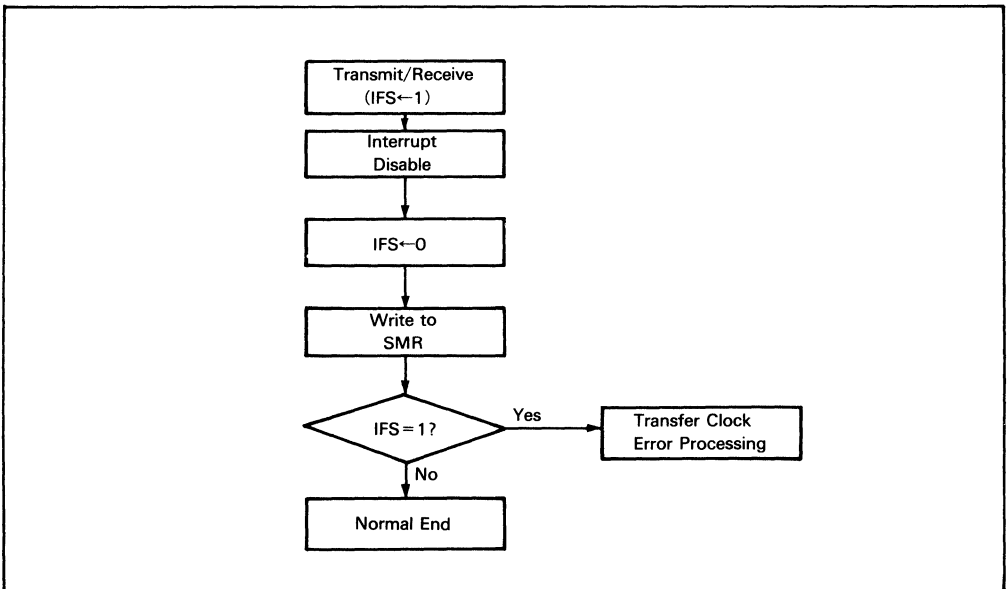 Transmit/Receive
(IFS←1)
Interrupt
Disable
IFS←0
Write to
SMR
IFS=1?
Yes
Transfer Clock
Error Processing
No
Normal End